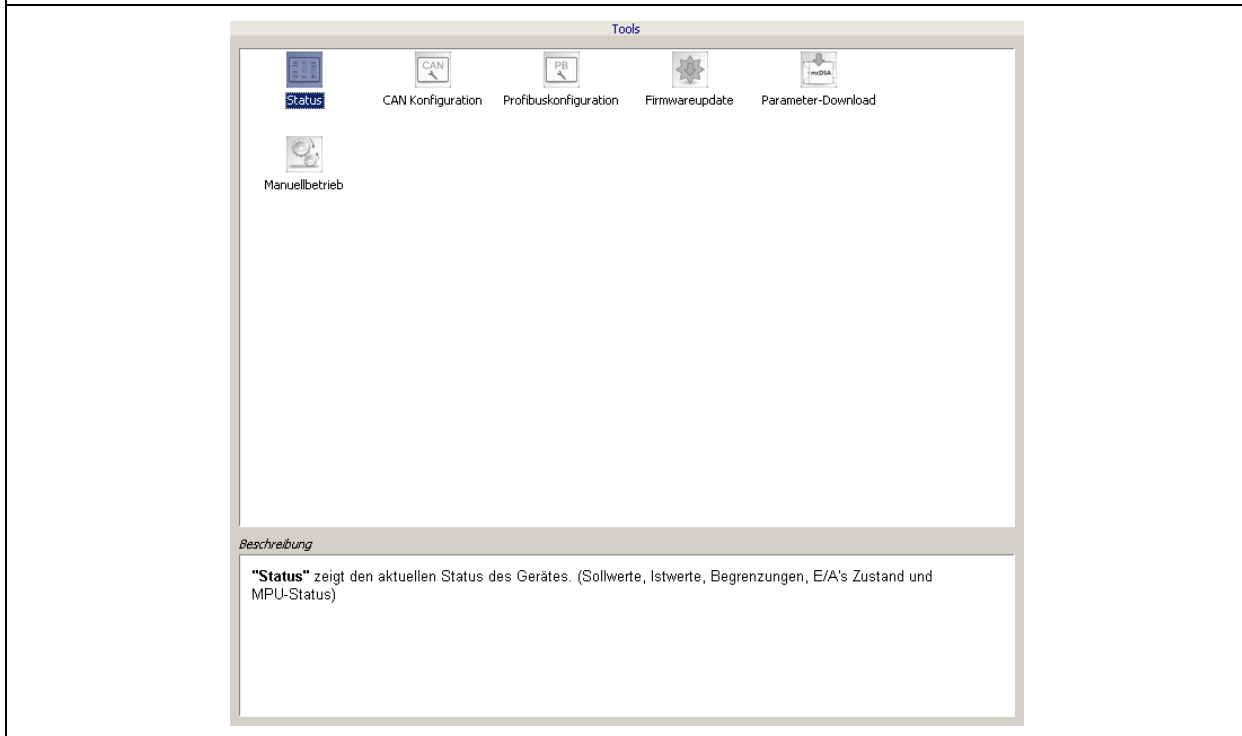 Tools
CAN
PB
mcDSA
Status CAN Konfiguration Profibuskonfiguration Firmwareupdate Parameter-Download
Manuellbetrieb
Beschreibung
"Status" zeigt den aktuellen Status des Gerätes. (Sollwerte, Istwerte, Begrenzungen, E/A's Zustand und
MPU-Status)